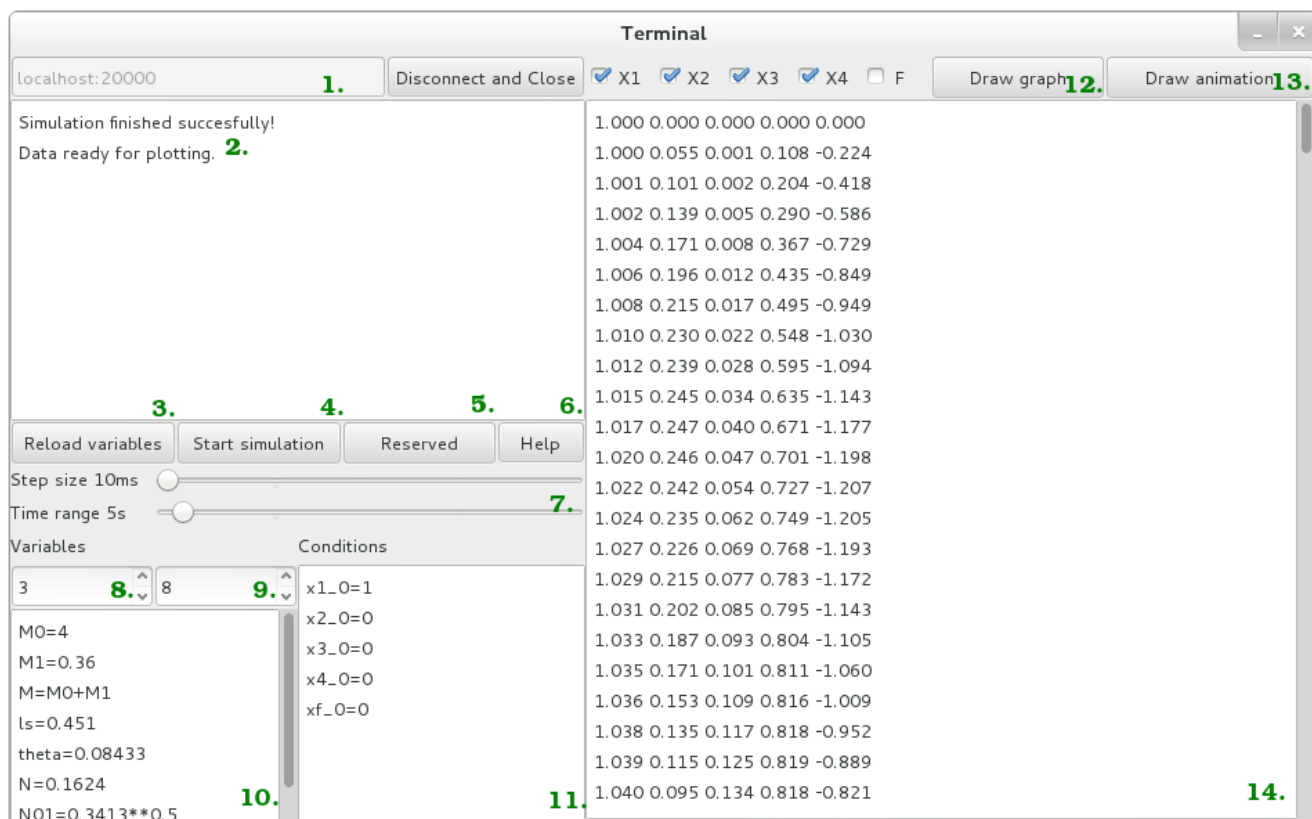 Terminal
localhost:20000 1. Disconnect and Close X1 X2 X3 X4 F Draw graph 12. Draw animation 13.
Simulation finished succesfully!
Data ready for plotting. 2.
3. 4. 5. 6.
Reload variables Start simulation Reserved Help
Step size 10ms
Time range 5s 7.
Variables Conditions
3 8. 8 9.
M0=4
M1=0.36
M=M0+M1
ls=0.451
theta=0.08433
N=0.1624
N01=0.3413**0.5
10.
x1_0=1
x2_0=0
x3_0=0
x4_0=0
xf_0=0
11.
1.000 0.000 0.000 0.000 0.000
1.000 0.055 0.001 0.108 -0.224
1.001 0.101 0.002 0.204 -0.418
1.002 0.139 0.005 0.290 -0.586
1.004 0.171 0.008 0.367 -0.729
1.006 0.196 0.012 0.435 -0.849
1.008 0.215 0.017 0.495 -0.949
1.010 0.230 0.022 0.548 -1.030
1.012 0.239 0.028 0.595 -1.094
1.015 0.245 0.034 0.635 -1.143
1.017 0.247 0.040 0.671 -1.177
1.020 0.246 0.047 0.701 -1.198
1.022 0.242 0.054 0.727 -1.207
1.024 0.235 0.062 0.749 -1.205
1.027 0.226 0.069 0.768 -1.193
1.029 0.215 0.077 0.783 -1.172
1.031 0.202 0.085 0.795 -1.143
1.033 0.187 0.093 0.804 -1.105
1.035 0.171 0.101 0.811 -1.060
1.036 0.153 0.109 0.816 -1.009
1.038 0.135 0.117 0.818 -0.952
1.039 0.115 0.125 0.819 -0.889
1.040 0.095 0.134 0.818 -0.821
14.